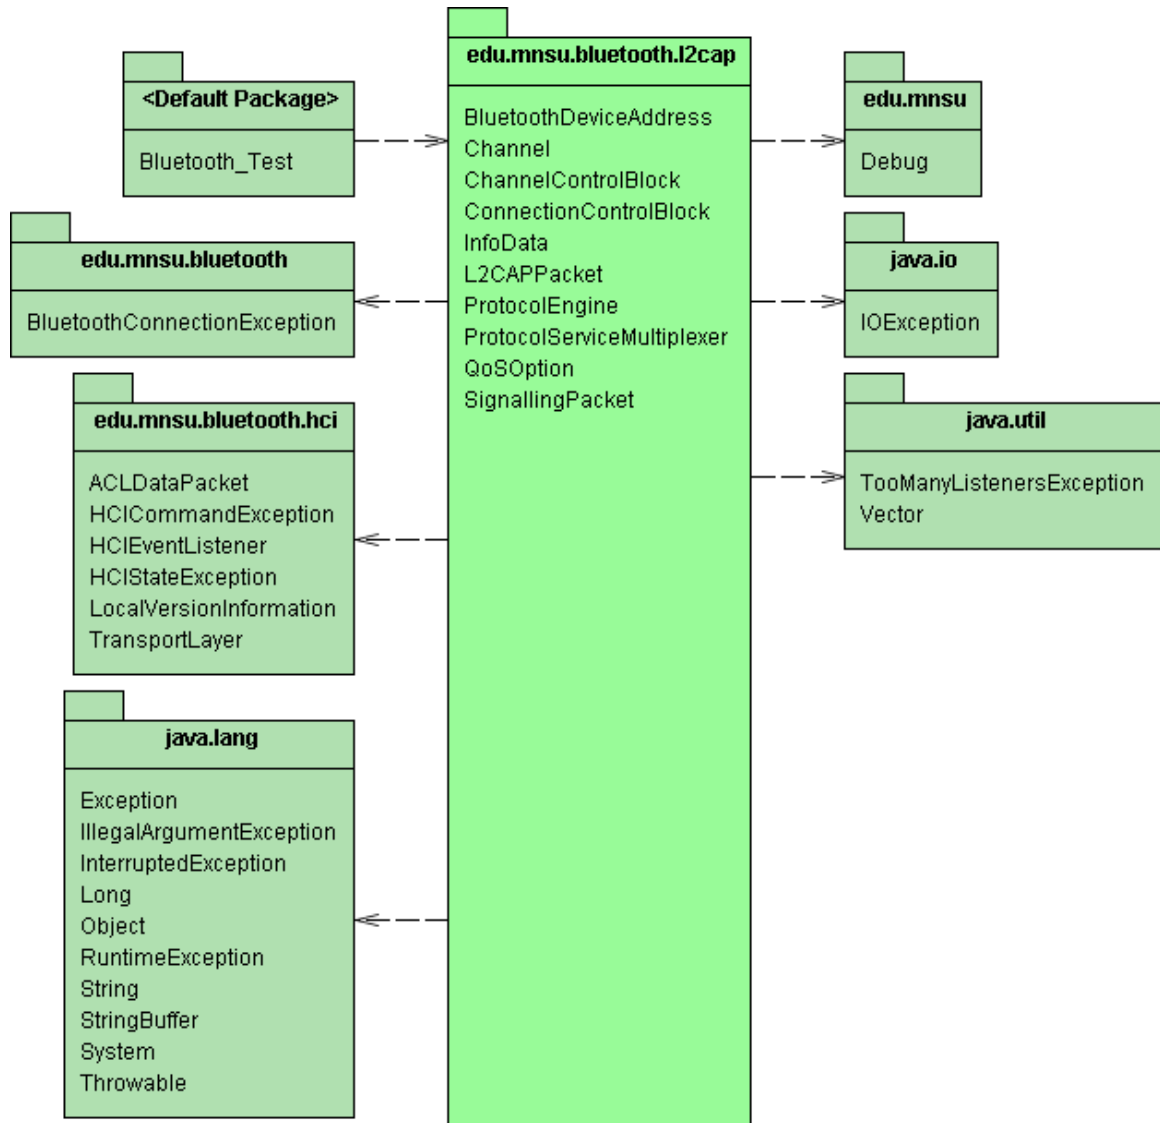 <Default Package>
Bluetooth_Test
edu.mnsu.bluetooth
BluetoothConnectionException
edu.mnsu.bluetooth.hci
ACLDataPacket
HCICommandException
HCIEventListener
HCIStateException
LocalVersionInformation
TransportLayer
java.lang
Exception
IllegalArgumentException
InterruptedException
Long
Object
RuntimeException
String
StringBuffer
System
Throwable
edu.mnsu.bluetooth.l2cap
BluetoothDeviceAddress
Channel
ChannelControlBlock
ConnectionControlBlock
InfoData
L2CAPPacket
ProtocolEngine
ProtocolServiceMultiplexer
QoSOption
SignallingPacket
edu.mnsu
Debug
java.io
IOException
java.util
TooManyListenersException
Vector